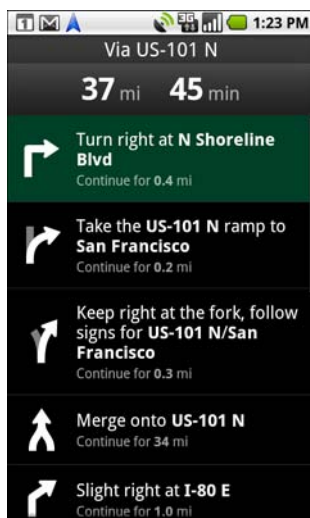 1 3G 1:23 PM
Via US-101 N
37 mi 45 min
Turn right at N Shoreline
Blvd
Continue for 0.4 mi
Take the US-101 N ramp to
San Francisco
Continue for 0.2 mi
Keep right at the fork, follow
signs for US-101 N/San
Francisco
Continue for 0.3 mi
Merge onto US-101 N
Continue for 34 mi
Slight right at I-80 E
Continue for 1.0 mi